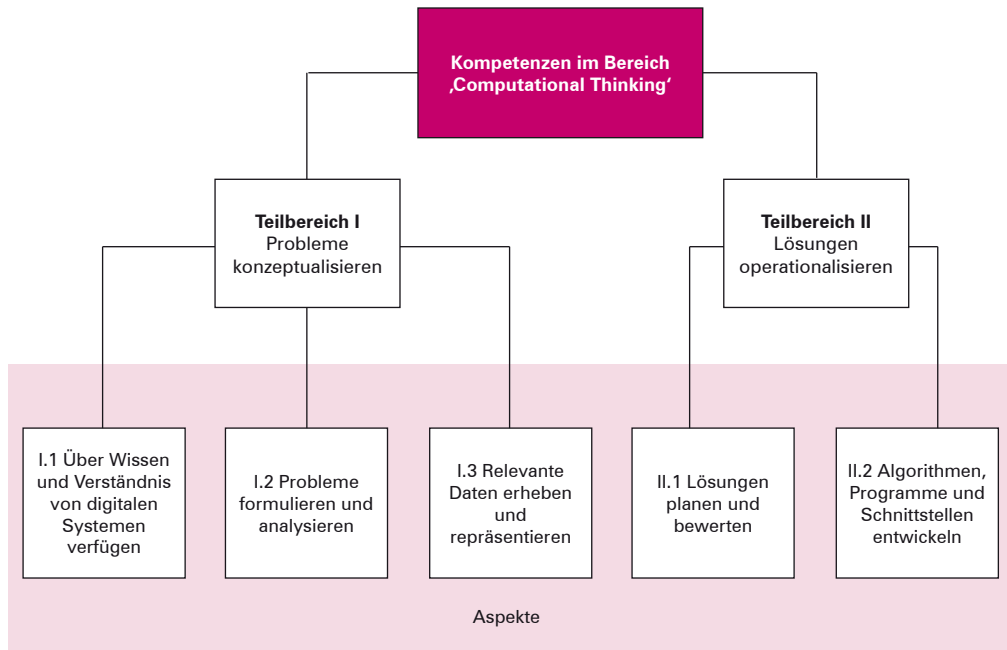 Kompetenzen im Bereich
‚Computational Thinking‘
Teilbereich I
Probleme
konzeptualisieren
Teilbereich II
Lösungen
operationalisieren
I.1 Über Wissen
und Verständnis
von digitalen
Systemen
verfügen
I.2 Probleme
formulieren und
analysieren
I.3 Relevante
Daten erheben
und
repräsentieren
II.1 Lösungen
planen und
bewerten
II.2 Algorithmen,
Programme und
Schnittstellen
entwickeln
Aspekte